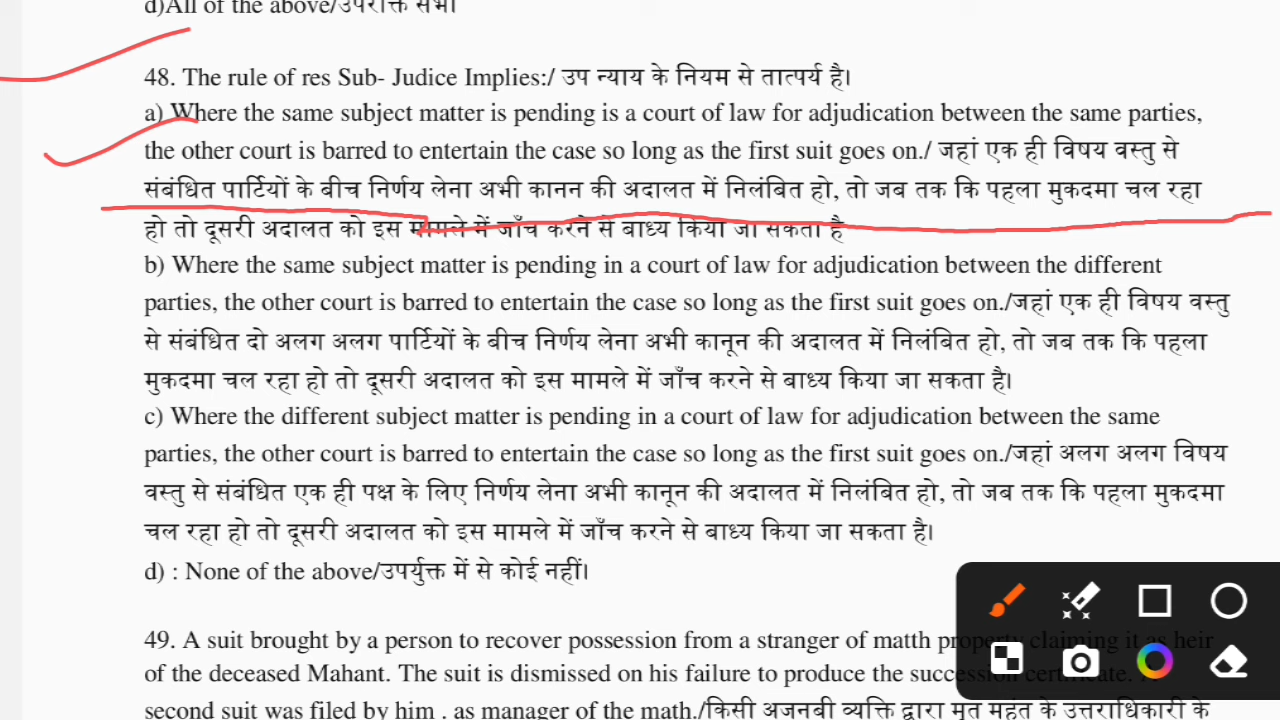 d)All of the above/उपरोक्त सभी
48. The rule of res Sub- Judice Implies:/ उप न्याय के नियम से तात्पर्य है।
a) Where the same subject matter is pending is a court of law for adjudication between the same parties,
the other court is barred to entertain the case so long as the first suit goes on./ जहां एक ही विषय वस्तु से
संबंधित पार्टियों के बीच निर्णय लेना अभी कानन की अदालत में निलंबित हो, तो जब तक कि पहला मुकदमा चल रहा
हो तो दूसरी अदालत को इस मामले में जाँच करने से बाध्य किया जा सकता है
b) Where the same subject matter is pending in a court of law for adjudication between the different
parties, the other court is barred to entertain the case so long as the first suit goes on./जहां एक ही विषय वस्तु
से संबंधित दो अलग अलग पार्टियों के बीच निर्णय लेना अभी कानून की अदालत में निलंबित हो, तो जब तक कि पहला
मुकदमा चल रहा हो तो दूसरी अदालत को इस मामले में जाँच करने से बाध्य किया जा सकता है।
c) Where the different subject matter is pending in a court of law for adjudication between the same
parties, the other court is barred to entertain the case so long as the first suit goes on./जहां अलग अलग विषय
वस्तु से संबंधित एक ही पक्ष के लिए निर्णय लेना अभी कानून की अदालत में निलंबित हो, तो जब तक कि पहला मुकदमा
चल रहा हो तो दूसरी अदालत को इस मामले में जाँच करने से बाध्य किया जा सकता है।
d) : None of the above/उपर्युक्त में से कोई नहीं।
49. A suit brought by a person to recover possession from a stranger of matth property claiming it as heir
of the deceased Mahant. The suit is dismissed on his failure to produce the succession certificate. A
second suit was filed by him . as manager of the math./किसी अजनबी व्यक्ति द्वारा मृत महंत के उत्तराधिकारी के